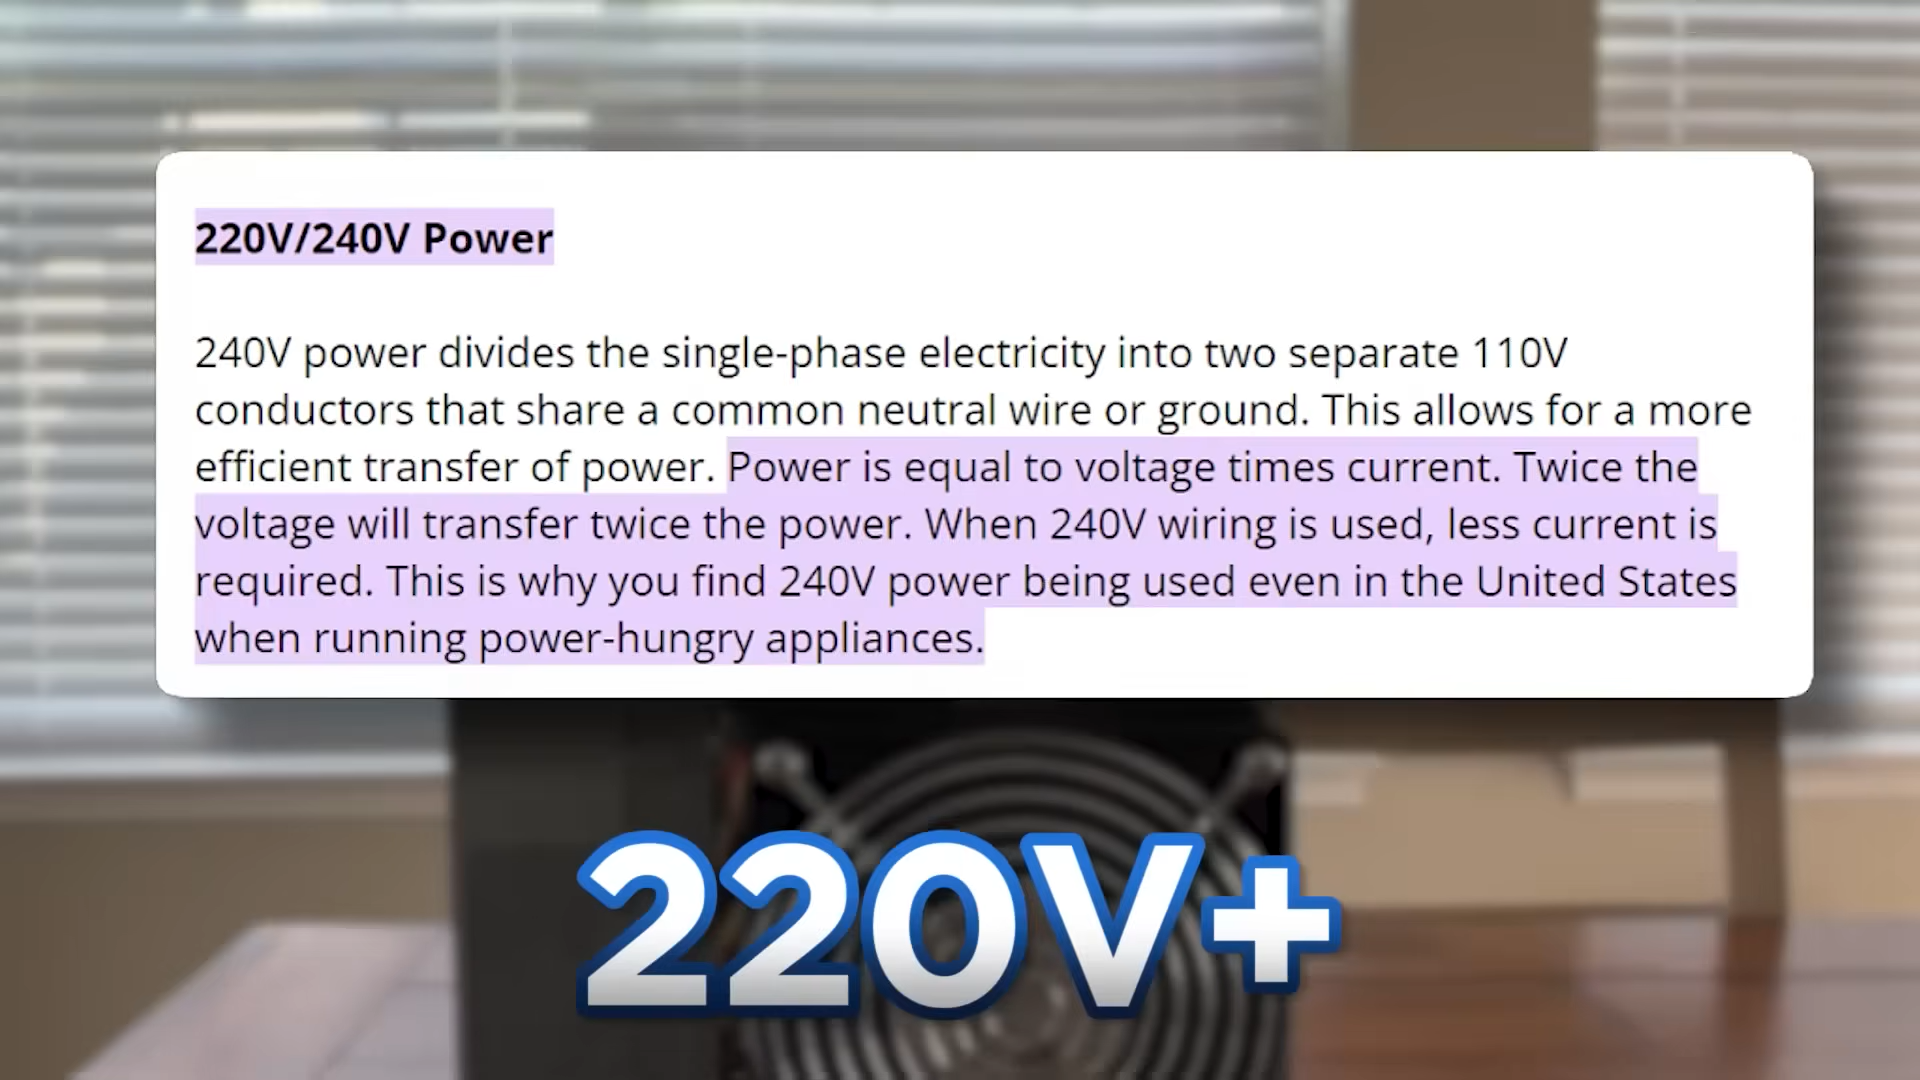 220V/240V Power
240V power divides the single-phase electricity into two separate 110V
conductors that share a common neutral wire or ground. This allows for a more
efficient transfer of power. Power is equal to voltage times current. Twice the
voltage will transfer twice the power. When 240V wiring is used, less current is
required. This is why you find 240V power being used even in the United States
when running power-hungry appliances.
220V+